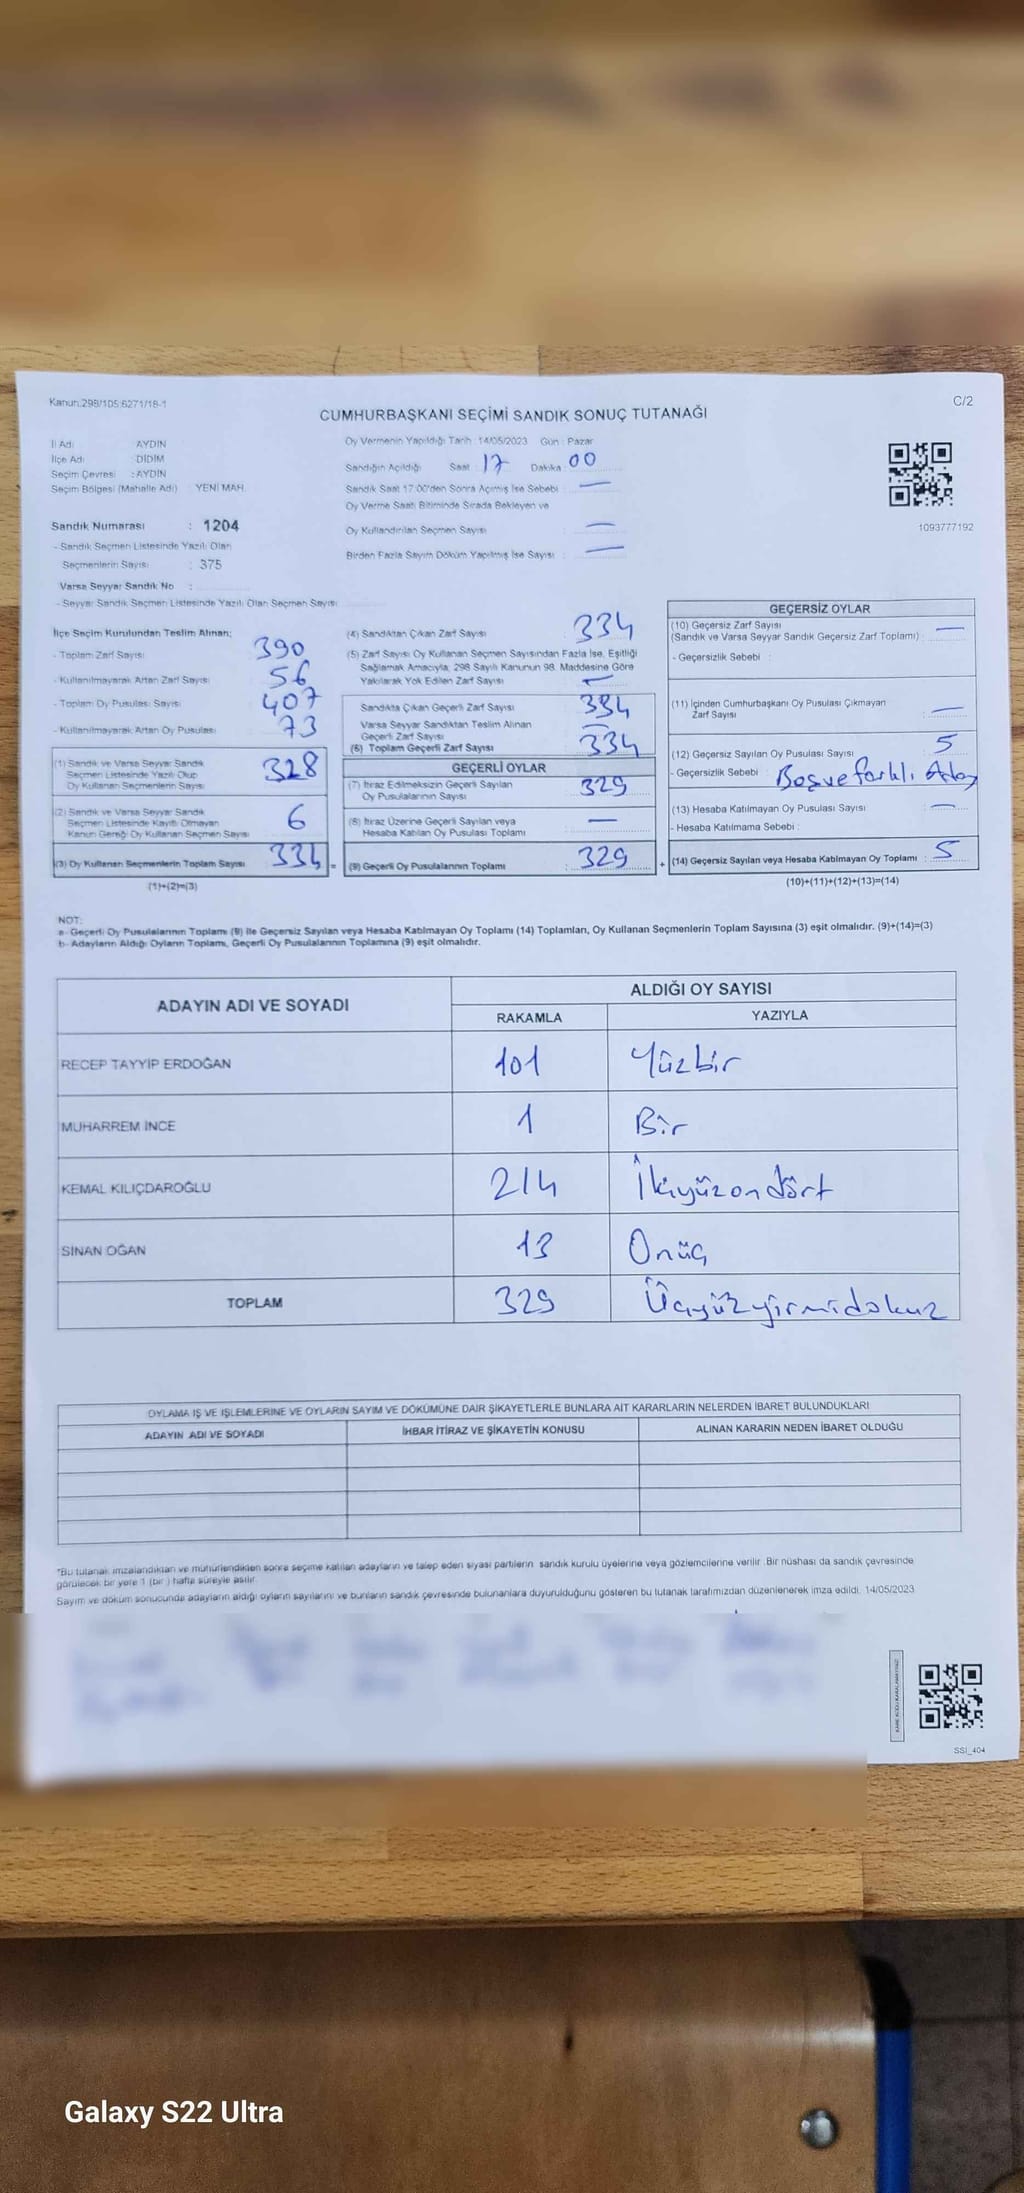 Kanun.298/105:6271/18-1
C/2
CUMHURBAŞKANI SEÇİMİ SANDIK SONUÇ TUTANAĞI
İl Adı : AYDIN
İlçe Adı : DİDİM
Seçim Çevresi : AYDIN
Seçim Bölgesi (Mahalle Adı) : YENİ MAH.
Sandık Numarası : 1204
- Sandık Seçmen Listesinde Yazılı Olan
Seçmenlerin Sayısı : 375
Varsa Seyyar Sandık No :
- Seyyar Sandık Seçmen Listesinde Yazılı Olan Seçmen Sayısı
Oy Vermenin Yapıldığı Tarih : 14/05/2023 Gün : Pazar
Sandığın Açıldığı Saat 17 Dakika 00
Sandık Saat 17:00'den Sonra Açılmış İse Sebebi : —
Oy Verme Saati Bitiminde Sırada Bekleyen ve
Oy Kullandırılan Seçmen Sayısı : —
Birden Fazla Sayım Döküm Yapılmış İse Sayısı : —
1093777192
İlçe Seçim Kurulundan Teslim Alınan;
- Toplam Zarf Sayısı 390
- Kullanılmayarak Artan Zarf Sayısı 56
- Toplam Oy Pusulası Sayısı 407
- Kullanılmayarak Artan Oy Pusulası 73
(1) Sandık ve Varsa Seyyar Sandık
Seçmen Listesinde Yazılı Olup
Oy Kullanan Seçmenlerin Sayısı 328
(2) Sandık ve Varsa Seyyar Sandık
Seçmen Listesinde Kayıtlı Olmayan
Kanun Gereği Oy Kullanan Seçmen Sayısı 6
(3) Oy Kullanan Seçmenlerin Toplam Sayısı 334 =
(1)+(2)=(3)
(4) Sandıktan Çıkan Zarf Sayısı 334
(5) Zarf Sayısı Oy Kullanan Seçmen Sayısından Fazla İse, Eşitliği
Sağlamak Amacıyla; 298 Sayılı Kanunun 98. Maddesine Göre
Yakılarak Yok Edilen Zarf Sayısı —
Sandıkta Çıkan Geçerli Zarf Sayısı 334
Varsa Seyyar Sandıktan Teslim Alınan
Geçerli Zarf Sayısı —
(6) Toplam Geçerli Zarf Sayısı 334
GEÇERLİ OYLAR
(7) İtiraz Edilmeksizin Geçerli Sayılan
Oy Pusulalarının Sayısı 329
(8) İtiraz Üzerine Geçerli Sayılan veya
Hesaba Katılan Oy Pusulası Toplamı : —
(9) Geçerli Oy Pusulalarının Toplamı : 329 +
GEÇERSİZ OYLAR
(10) Geçersiz Zarf Sayısı
(Sandık ve Varsa Seyyar Sandık Geçersiz Zarf Toplamı) : —
- Geçersizlik Sebebi :
(11) İçinden Cumhurbaşkanı Oy Pusulası Çıkmayan
Zarf Sayısı : —
(12) Geçersiz Sayılan Oy Pusulası Sayısı : 5
- Geçersizlik Sebebi : Boş ve farklı Aday
(13) Hesaba Katılmayan Oy Pusulası Sayısı : —
- Hesaba Katılmama Sebebi :
(14) Geçersiz Sayılan veya Hesaba Katılmayan Oy Toplamı : 5
(10)+(11)+(12)+(13)=(14)
NOT:
a- Geçerli Oy Pusulalarının Toplamı (9) ile Geçersiz Sayılan veya Hesaba Katılmayan Oy Toplamı (14) Toplamları, Oy Kullanan Seçmenlerin Toplam Sayısına (3) eşit olmalıdır. (9)+(14)=(3)
b- Adayların Aldığı Oyların Toplamı, Geçerli Oy Pusulalarının Toplamına (9) eşit olmalıdır.
ADAYIN ADI VE SOYADI ALDIĞI OY SAYISI
RAKAMLA YAZIYLA
RECEP TAYYİP ERDOĞAN 101 Yüzbir
MUHARREM İNCE 1 Bir
KEMAL KILIÇDAROĞLU 214 İkiyüzondört
SİNAN OĞAN 13 Onüç
TOPLAM 329 Üçyüzyirmidokuz
OYLAMA İŞ VE İŞLEMLERİNE VE OYLARIN SAYIM VE DÖKÜMÜNE DAİR ŞİKAYETLERLE BUNLARA AİT KARARLARIN NELERDEN İBARET BULUNDUKLARI
ADAYIN ADI VE SOYADI İHBAR İTİRAZ VE ŞİKAYETİN KONUSU ALINAN KARARIN NEDEN İBARET OLDUĞU
*Bu tutanak imzalandıktan ve mühürlendikten sonra seçime katılan adayların ve talep eden siyasi partilerin sandık kurulu üyelerine veya gözlemcilerine verilir. Bir nüshası da sandık çevresinde
görülecek bir yere 1 (bir) hafta süreyle asılır.
Sayım ve döküm sonucunda adayların aldığı oyların sayılarını ve bunların sandık çevresinde bulunanlara duyurulduğunu gösteren bu tutanak tarafımızdan düzenlenerek imza edildi. 14/05/2023
SSI_404
Galaxy S22 Ultra